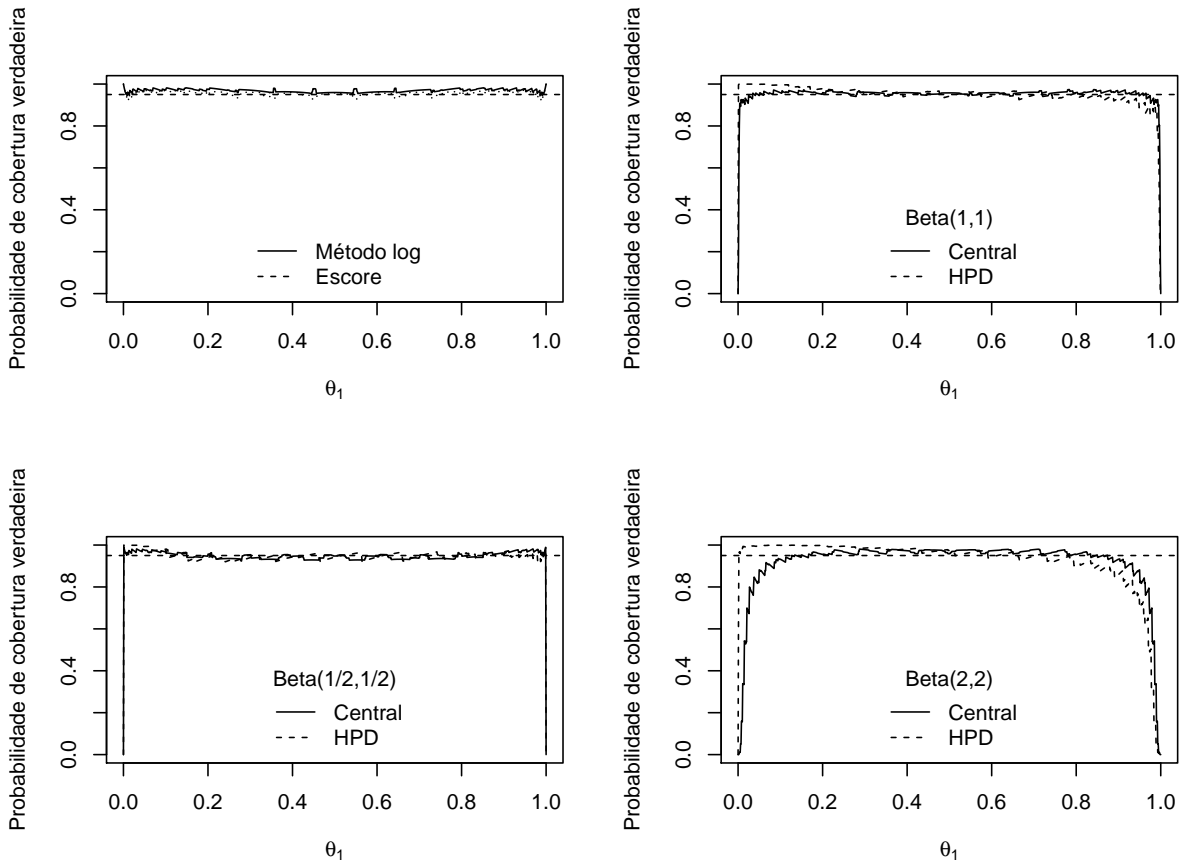 Probabilidade de cobertura verdadeira
0.0 0.4 0.8
Método log
Escore
0.0 0.2 0.4 0.6 0.8 1.0
θ1
Probabilidade de cobertura verdadeira
0.0 0.4 0.8
Beta(1,1)
Central
HPD
0.0 0.2 0.4 0.6 0.8 1.0
θ1
Probabilidade de cobertura verdadeira
0.0 0.4 0.8
Beta(1/2,1/2)
Central
HPD
0.0 0.2 0.4 0.6 0.8 1.0
θ1
Probabilidade de cobertura verdadeira
0.0 0.4 0.8
Beta(2,2)
Central
HPD
0.0 0.2 0.4 0.6 0.8 1.0
θ1